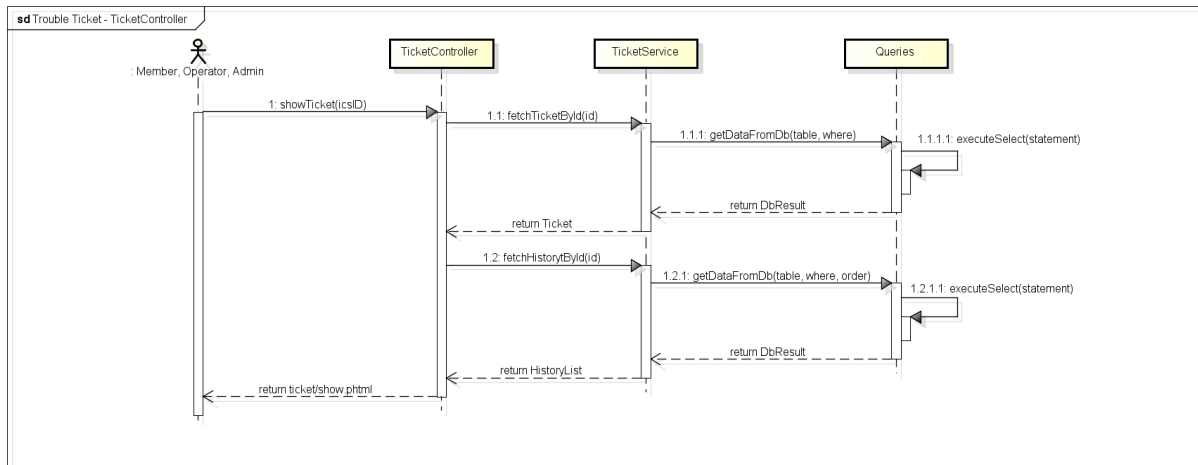 sd Trouble Ticket - TicketController
: Member, Operator, Admin
TicketController
TicketService
Queries
1: showTicket(icsID)
1.1: fetchTicketById(id)
1.1.1: getDataFromDb(table, where)
1.1.1.1: executeSelect(statement)
return DbResult
return Ticket
1.2: fetchHistorytById(id)
1.2.1: getDataFromDb(table, where, order)
1.2.1.1: executeSelect(statement)
return DbResult
return HistoryList
return ticket/show.phtml